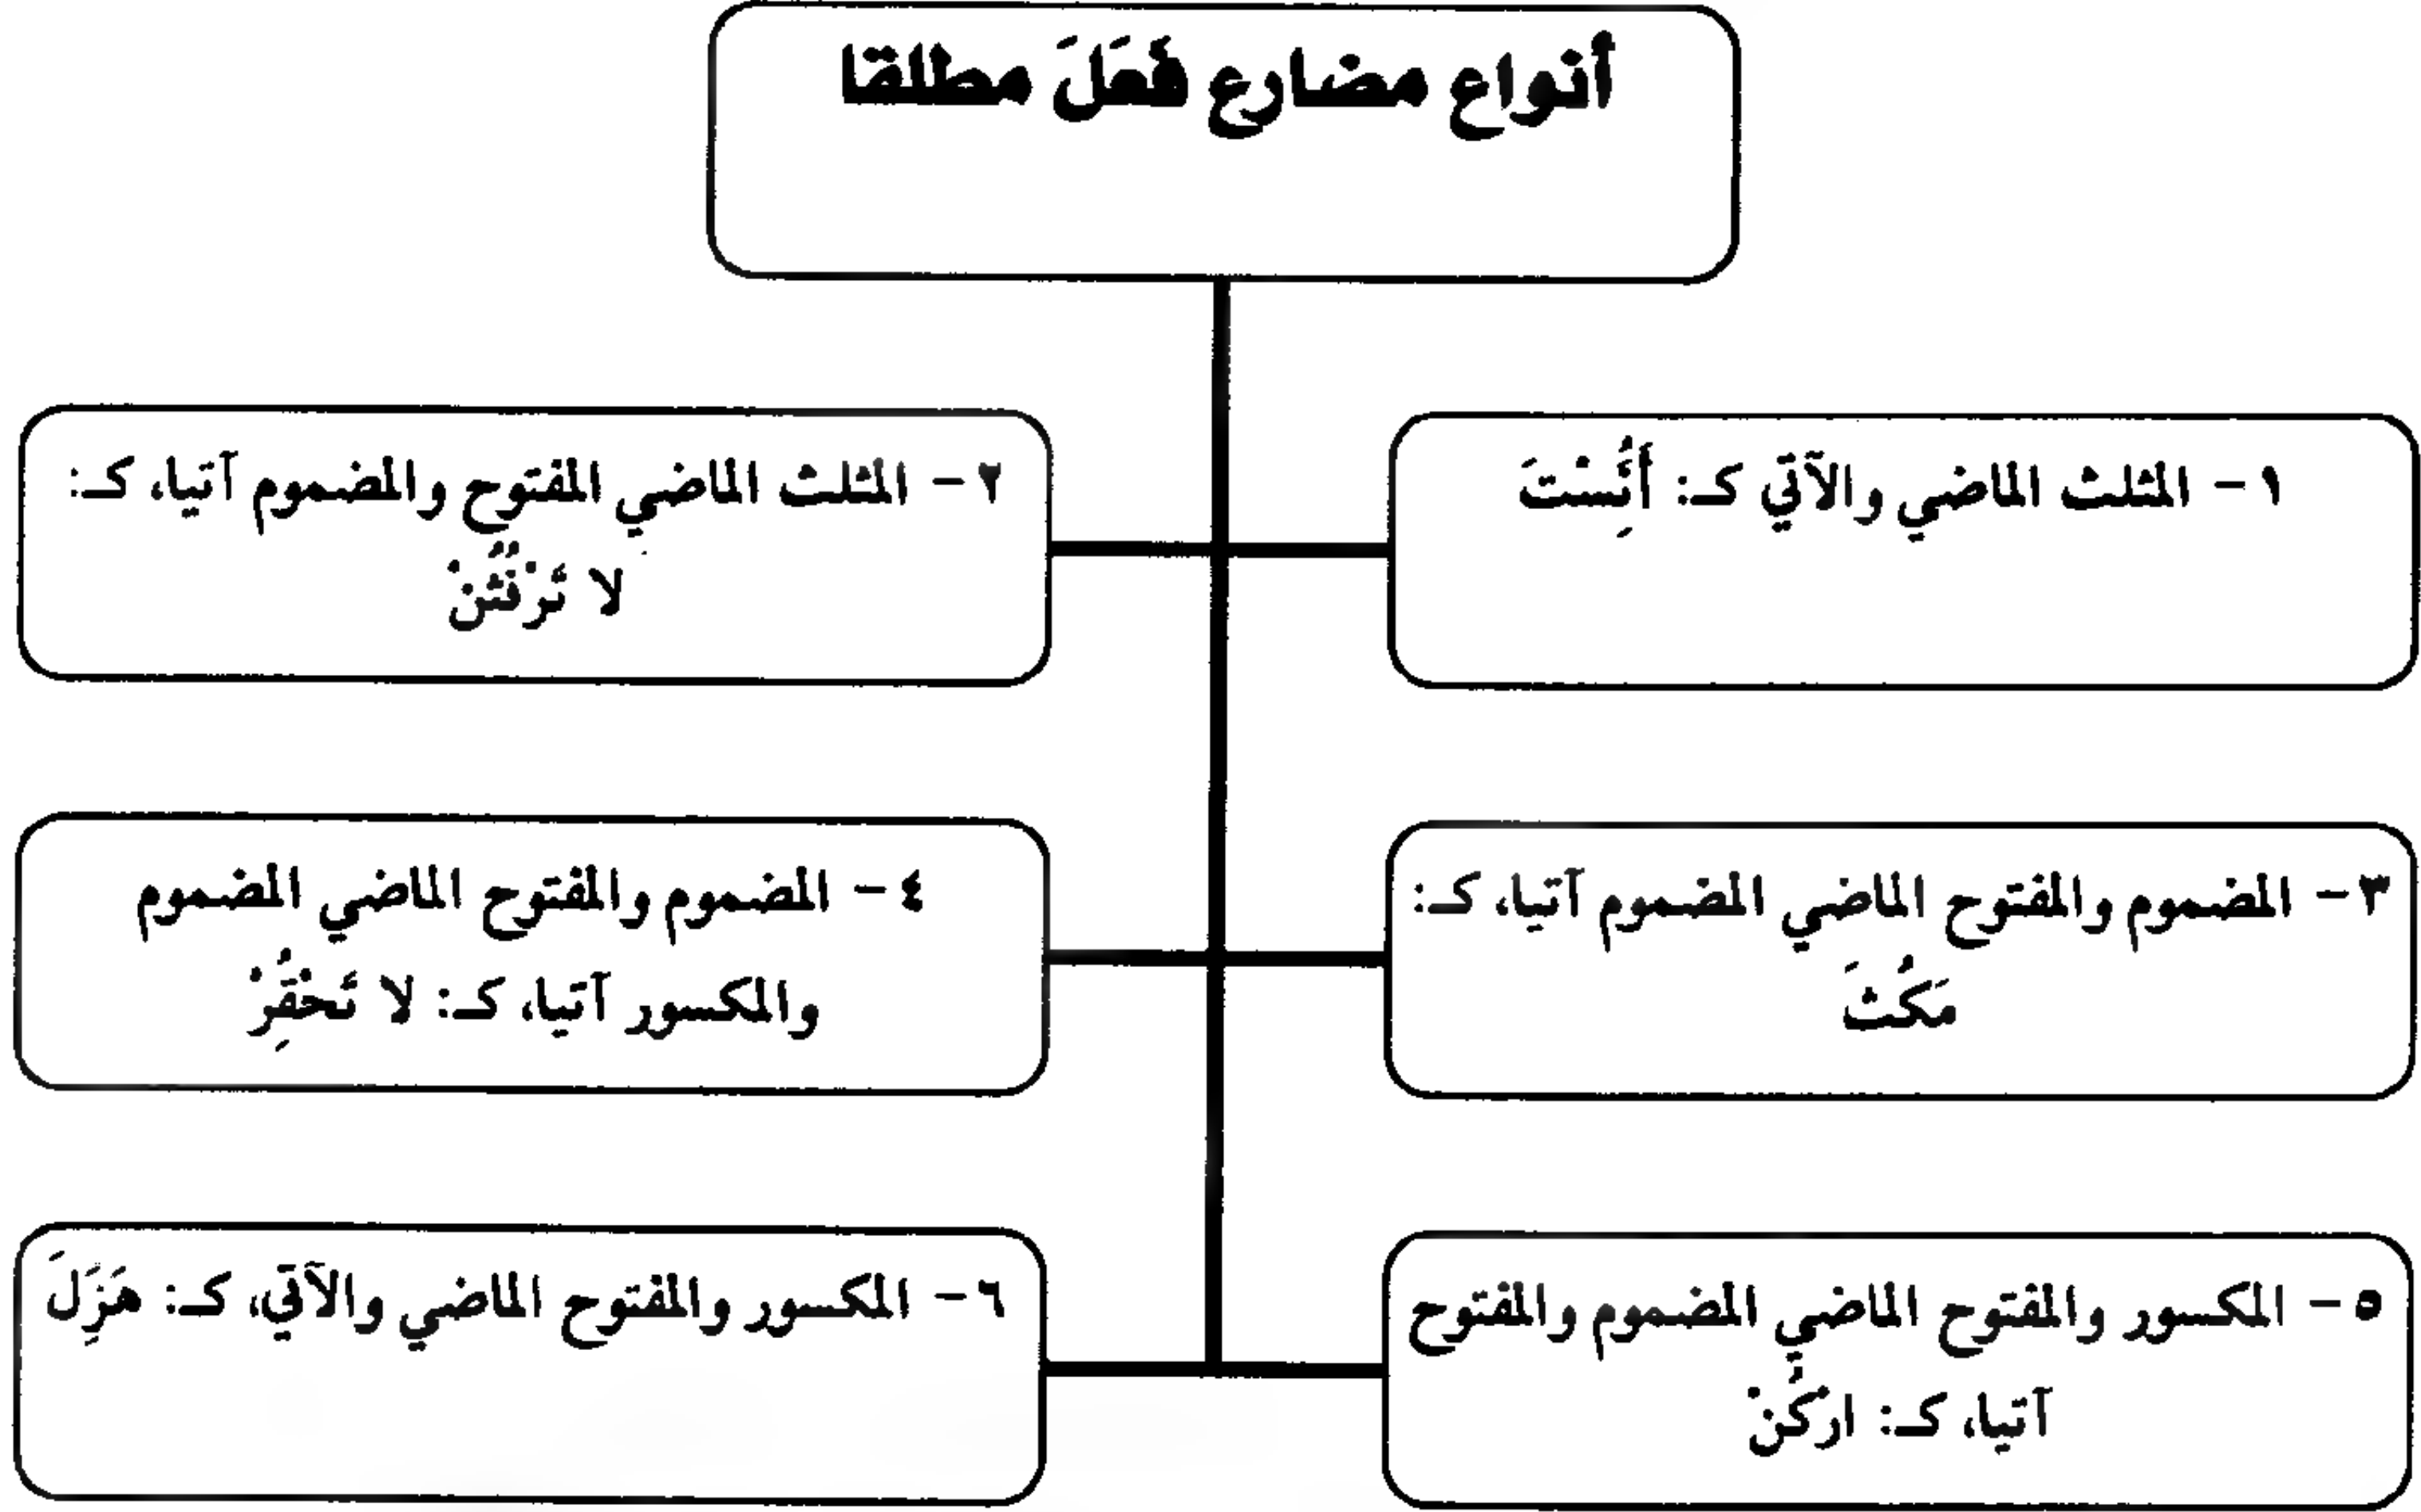 أنواع مضارع فَعَلَ مطلقا
١ - المثلث الماضي والآتي كـ: أَنَُِسْتَ
٢ - المثلث الماضي المفتوح والمضموم آتيا، كـ:
لا تَرْفَُثَنْ
٣ - المضموم والمفتوح الماضي المضموم آتيا، كـ:
مَكَُثَ
٤ - المضموم والمفتوح الماضي المضموم
والمكسور آتيا، كـ: لا تَحْقُِرْ
٥ - المكسور والمفتوح الماضي المضموم والمفتوح
آتيا، كـ: ارْكَُنْ
٦ - المكسور والمفتوح الماضي والآتي، كـ: هَزَِلَ